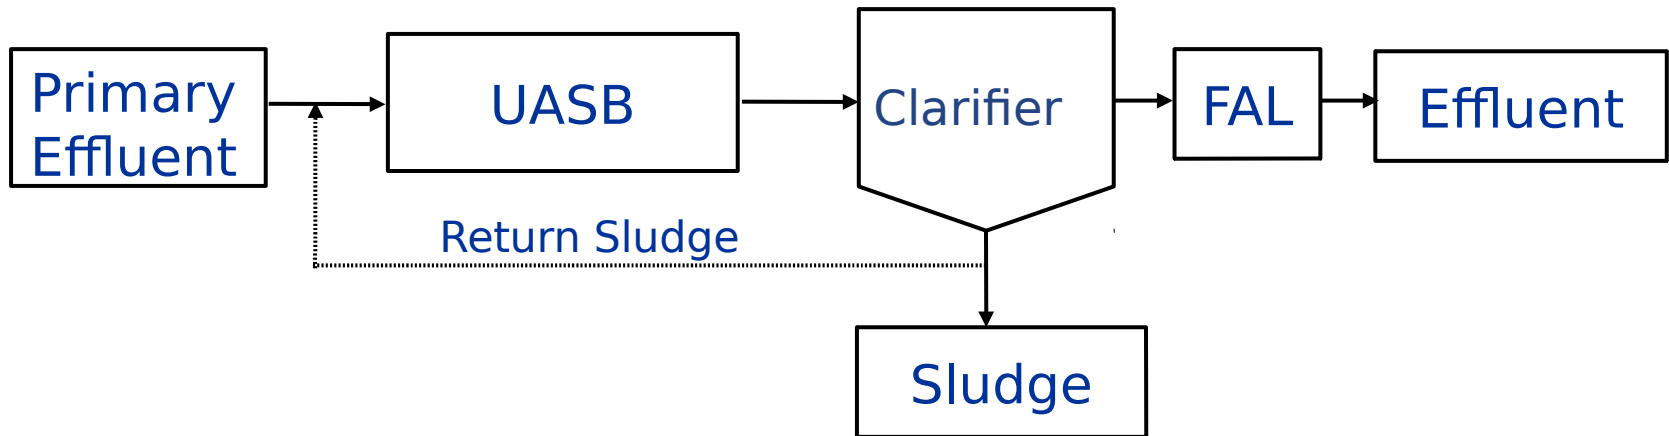 Primary
Effluent
UASB
Clarifier
FAL
Effluent
Return Sludge
Sludge